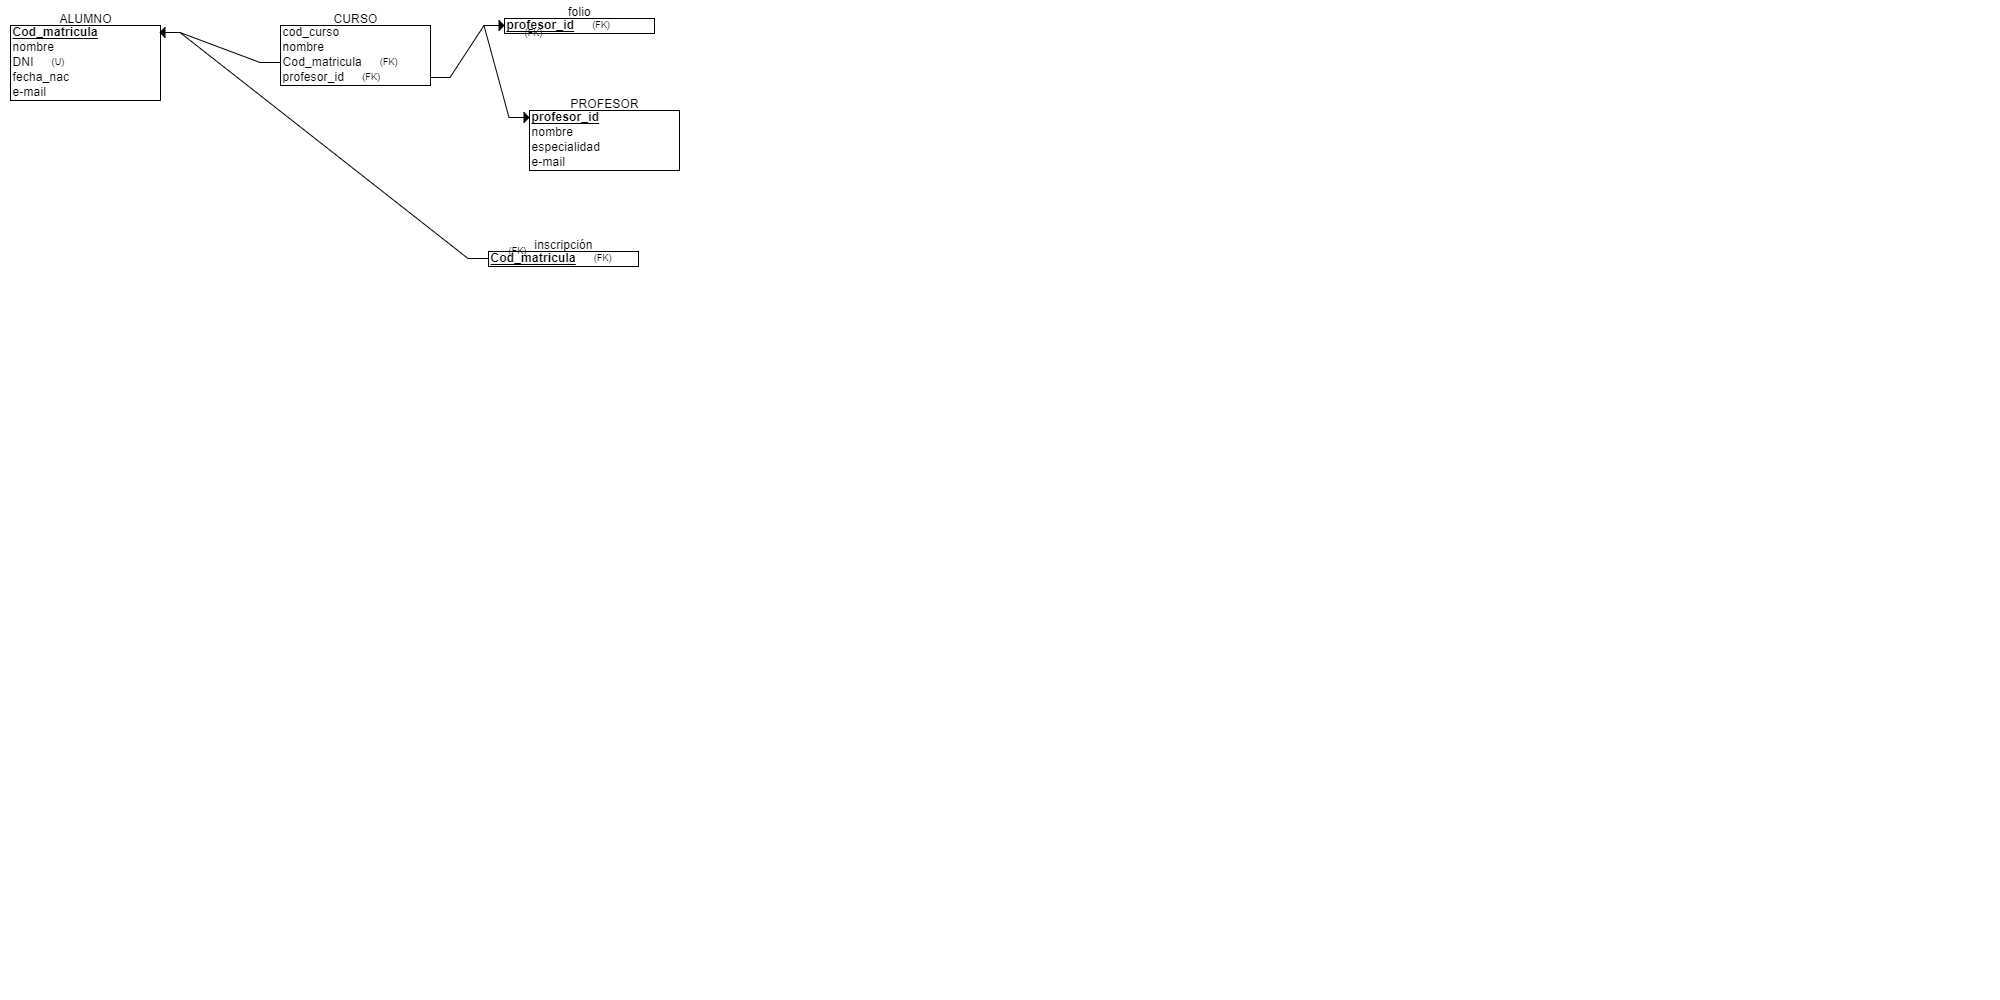 ALUMNO
Cod_matricula
nombre
DNI (U)
fecha_nac
e-mail
CURSO
cod_curso
nombre
Cod_matricula (FK)
profesor_id (FK)
folio
profesor_id (FK)
(FK)
PROFESOR
profesor_id
nombre
especialidad
e-mail
inscripción
(FK)
Cod_matricula (FK)